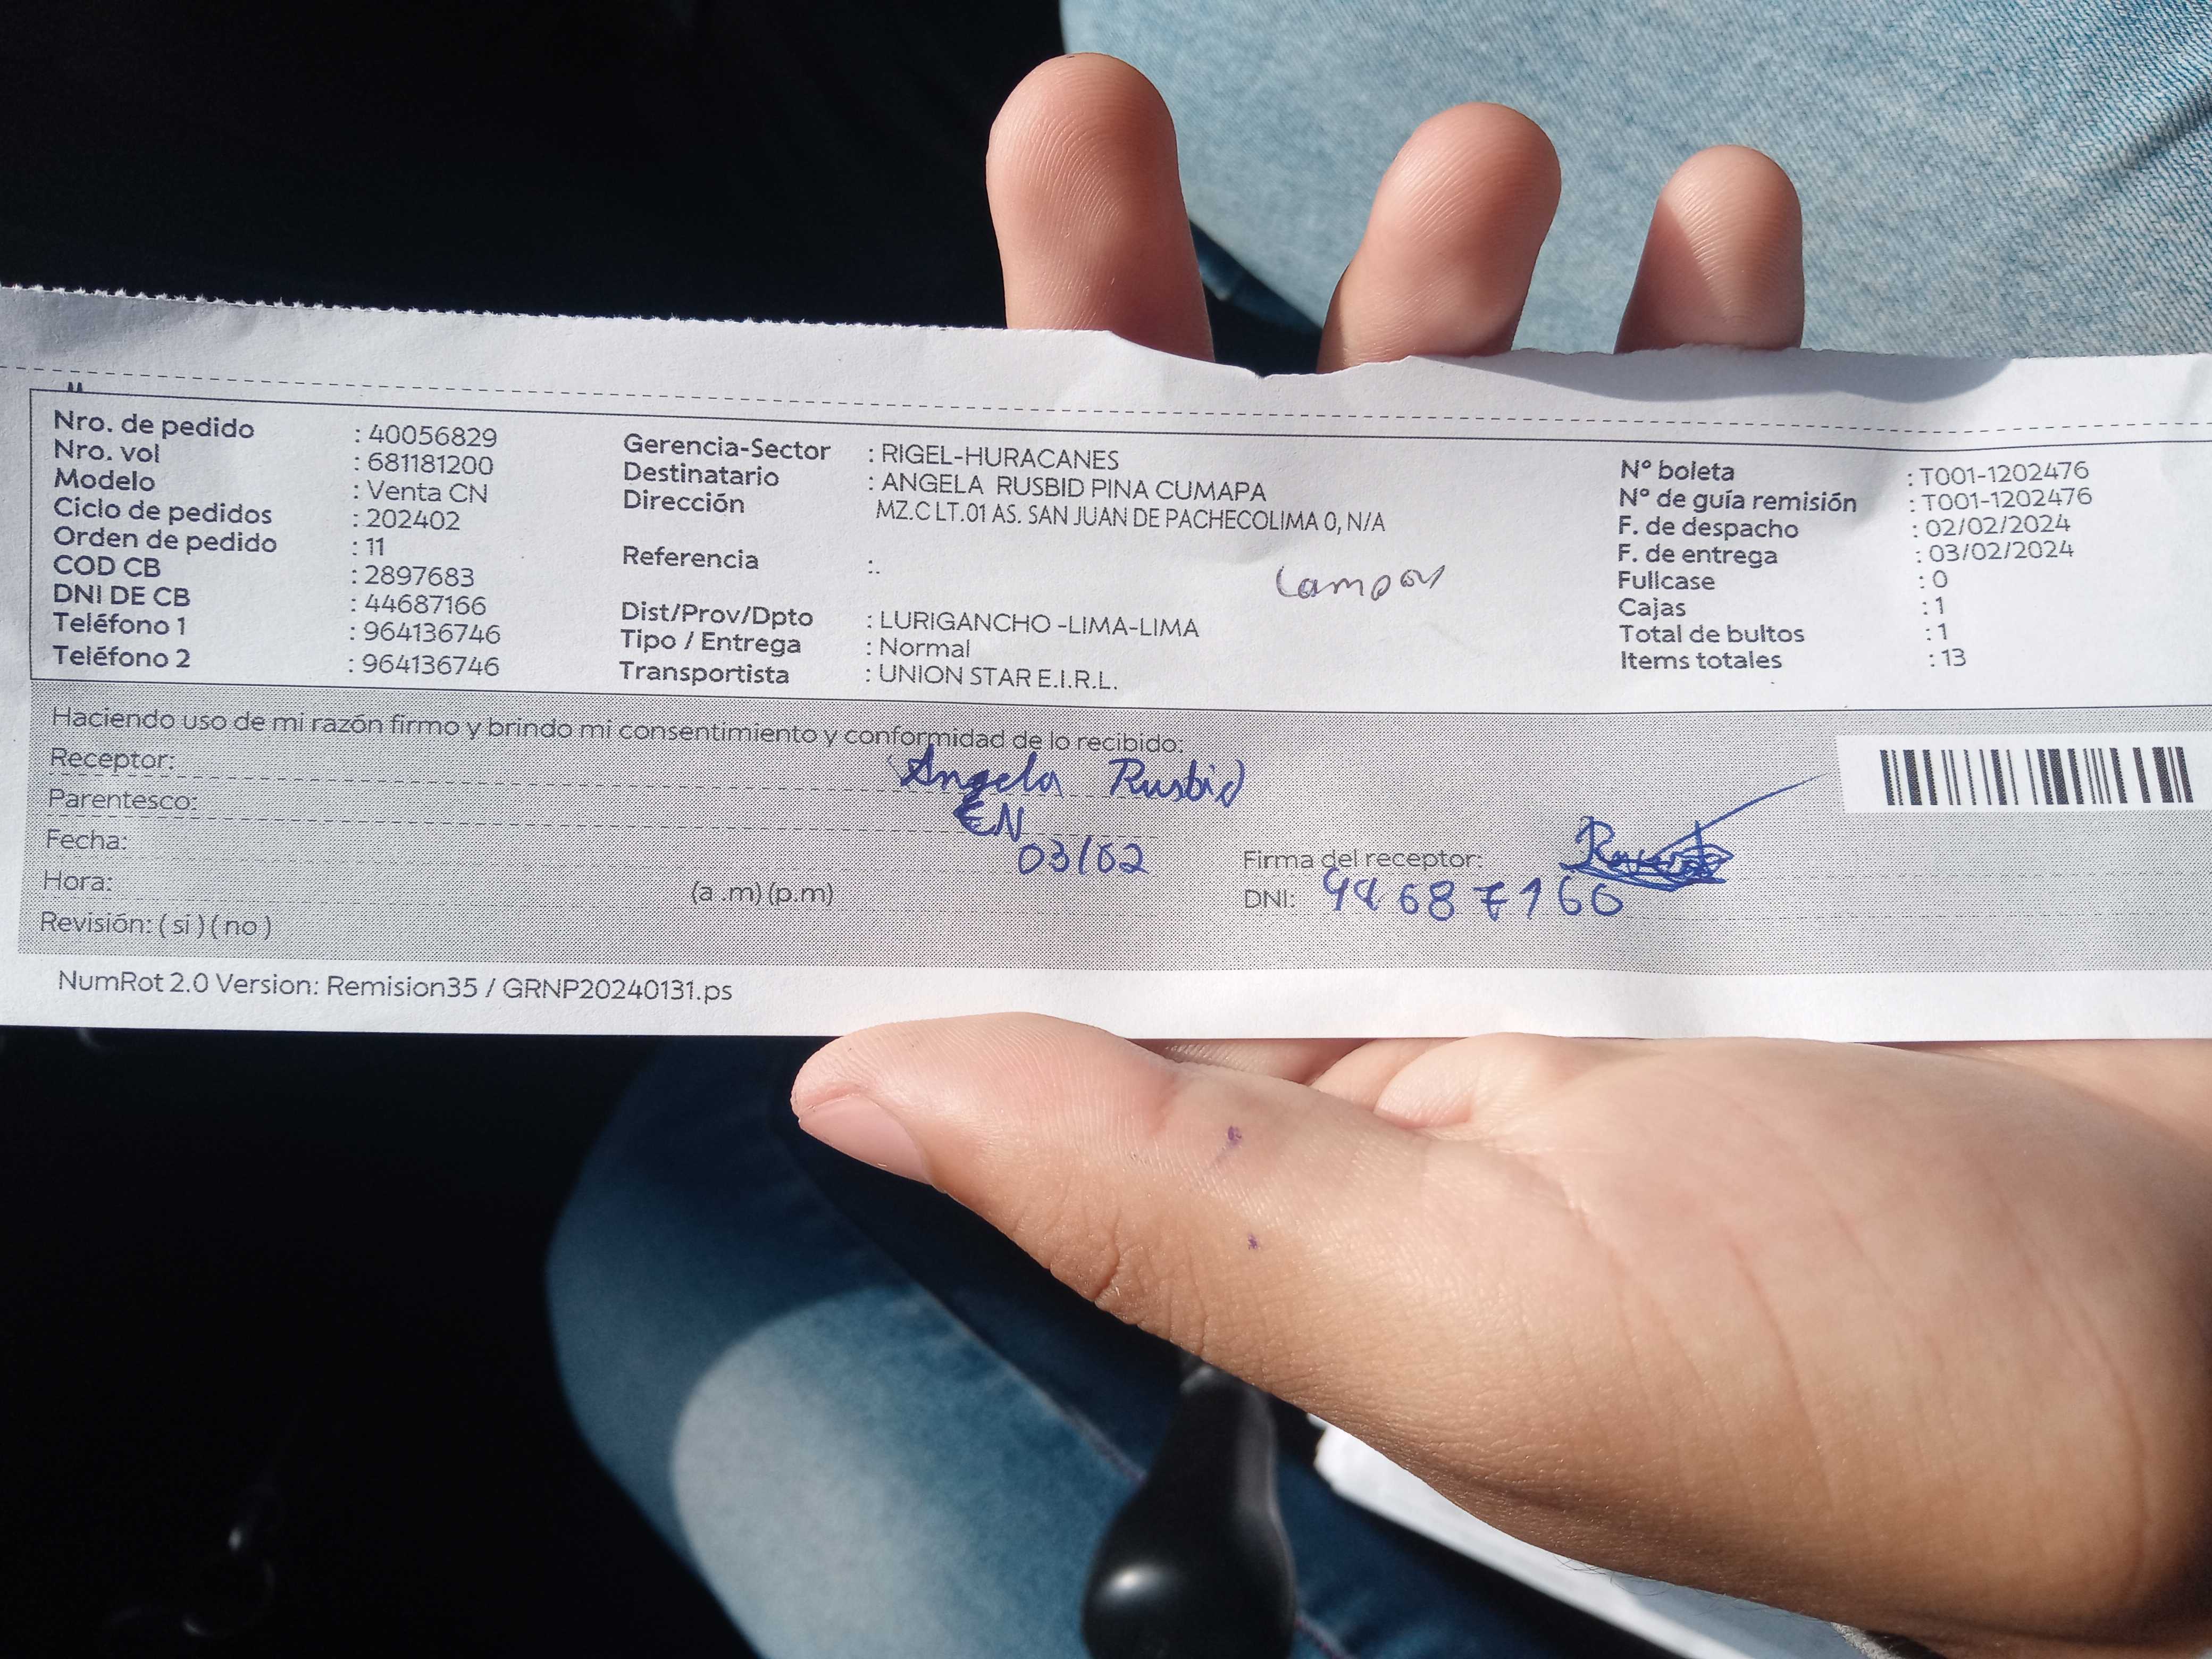 Nro. de pedido : 40056829
Nro. vol : 681181200
Modelo : Venta CN
Ciclo de pedidos : 202402
Orden de pedido : 11
COD CB : 2897683
DNI DE CB : 44687166
Teléfono 1 : 964136746
Teléfono 2 : 964136746
Gerencia-Sector : RIGEL-HURACANES
Destinatario : ANGELA RUSBID PINA CUMAPA
Dirección MZ.C LT.01 AS. SAN JUAN DE PACHECOLIMA 0, N/A
Referencia :.
Dist/Prov/Dpto : LURIGANCHO -LIMA-LIMA
Tipo / Entrega : Normal
Transportista : UNION STAR E.I.R.L.
N° boleta : T001-1202476
N° de guía remisión : T001-1202476
F. de despacho : 02/02/2024
F. de entrega : 03/02/2024
Fullcase : 0
Cajas : 1
Total de bultos : 1
Items totales : 13
Haciendo uso de mi razón firmo y brindo mi consentimiento y conformidad de lo recibido:
Receptor: Angela Rusbid
Parentesco: CN
Fecha: 03/02
Hora: (a .m) (p.m)
Revisión: ( si ) ( no )
Firma del receptor:
DNI: 44687166
NumRot 2.0 Version: Remision35 / GRNP20240131.ps